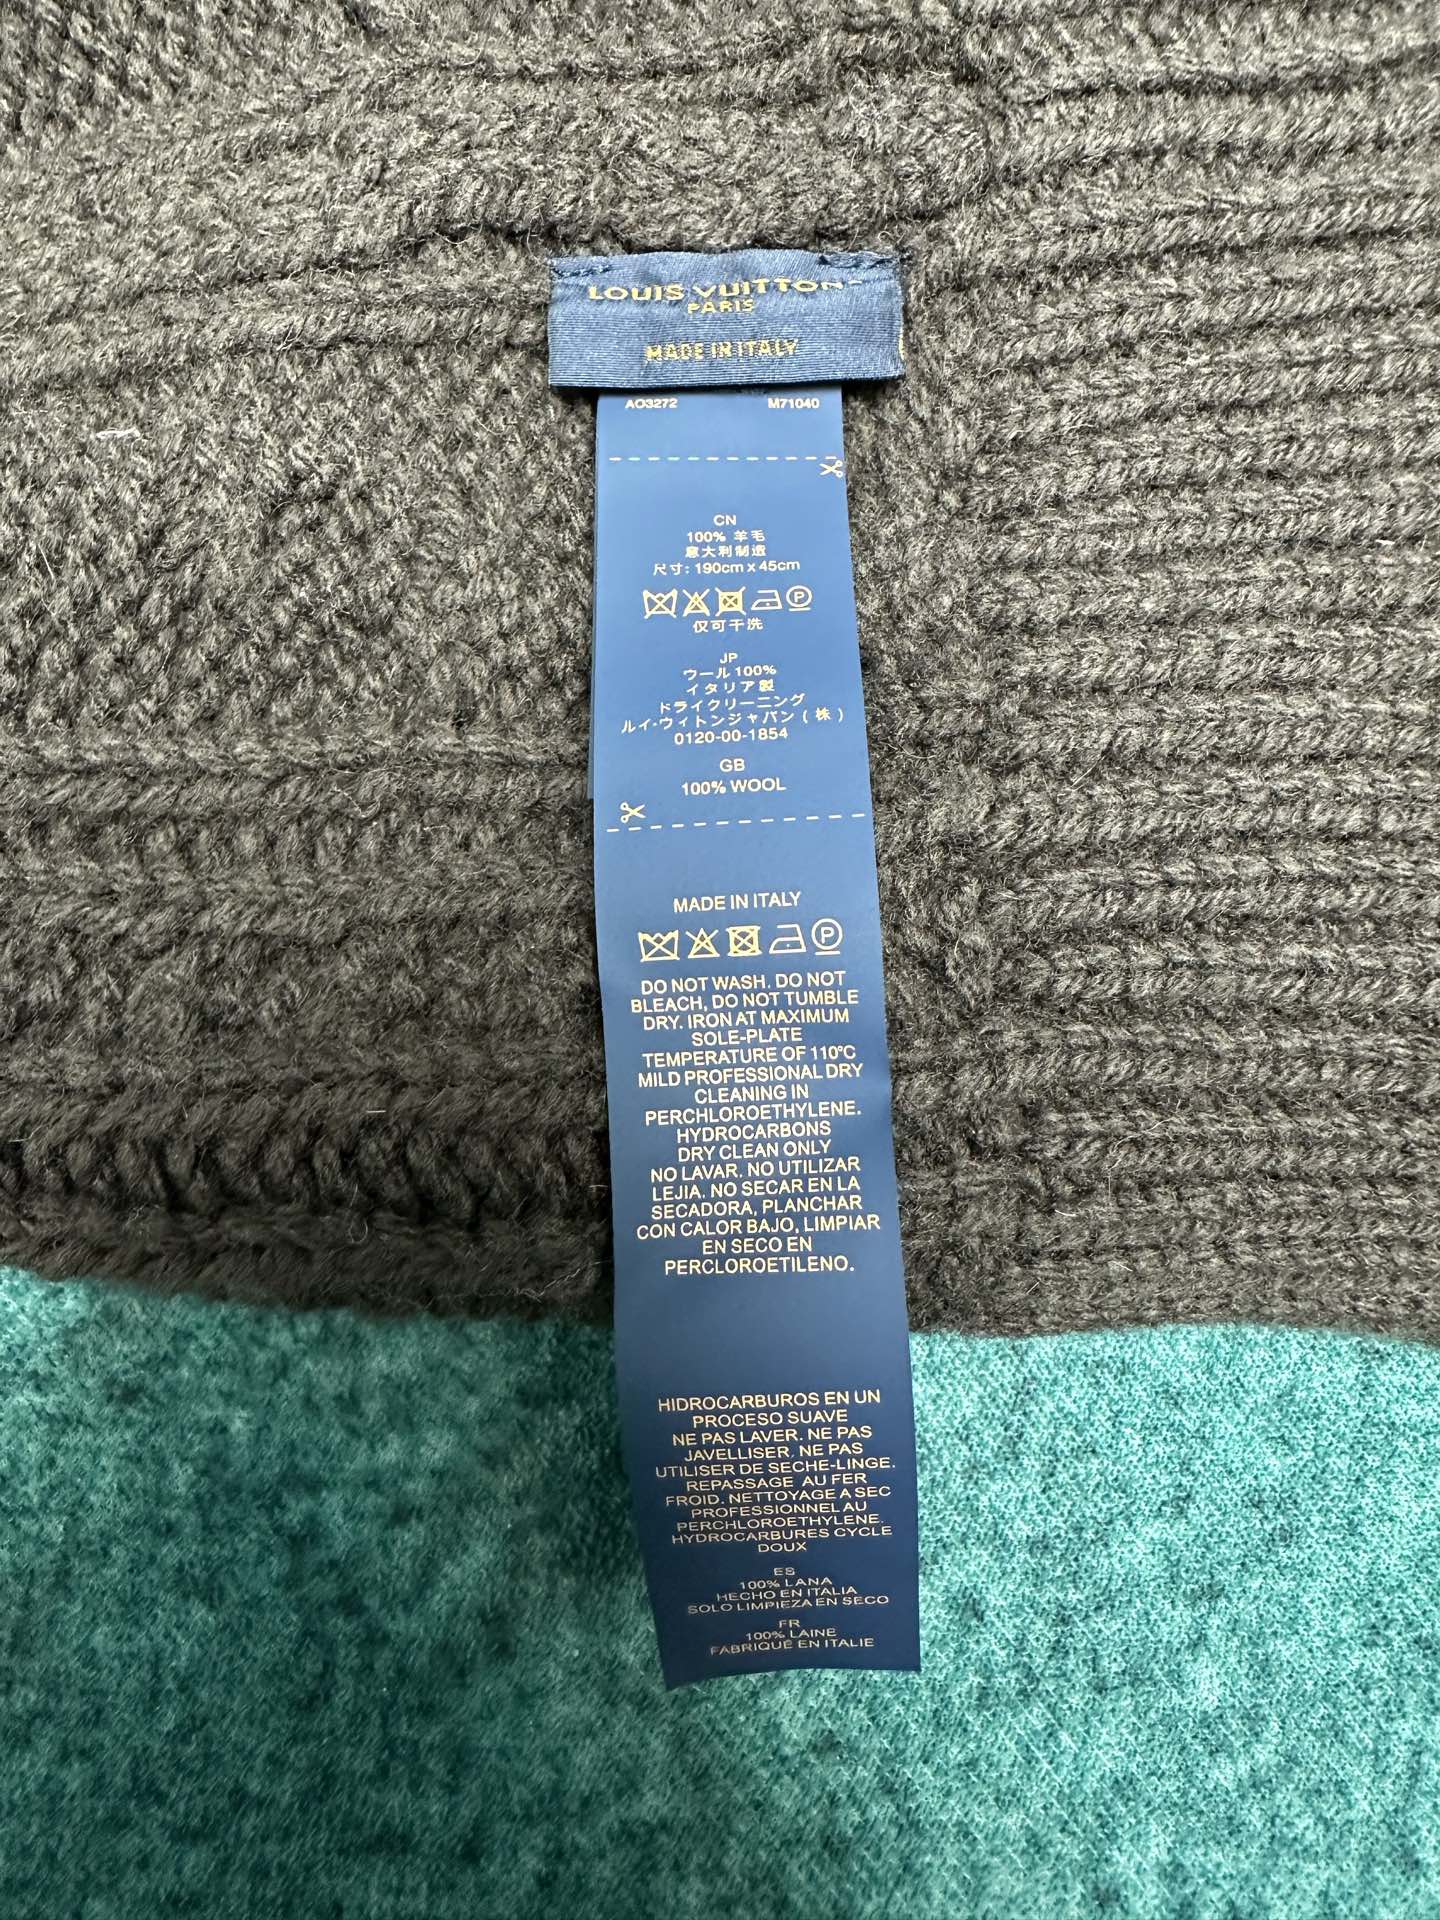 LOUIS VUITTON
PARIS
MADE IN ITALY
AO3272 M71040
CN
100% 羊毛
意大利制造
尺寸: 190cm x 45cm
P
仅可干洗
JP
ウール 100%
イタリア製
ドライクリーニング
ルイ・ウィトンジャパン ( 株 )
0120-00-1854
GB
100% WOOL
MADE IN ITALY
P
DO NOT WASH. DO NOT
BLEACH, DO NOT TUMBLE
DRY. IRON AT MAXIMUM
SOLE-PLATE
TEMPERATURE OF 110°C
MILD PROFESSIONAL DRY
CLEANING IN
PERCHLOROETHYLENE.
HYDROCARBONS
DRY CLEAN ONLY
NO LAVAR. NO UTILIZAR
LEJIA. NO SECAR EN LA
SECADORA, PLANCHAR
CON CALOR BAJO, LIMPIAR
EN SECO EN
PERCLOROETILENO.
HIDROCARBUROS EN UN
PROCESO SUAVE
NE PAS LAVER. NE PAS
JAVELLISER. NE PAS
UTILISER DE SECHE-LINGE.
REPASSAGE AU FER
FROID. NETTOYAGE A SEC
PROFESSIONNEL AU
PERCHLOROETHYLENE.
HYDROCARBURES CYCLE
DOUX
ES
100% LANA
HECHO EN ITALIA
SOLO LIMPIEZA EN SECO
FR
100% LAINE
FABRIQUÉ EN ITALIE